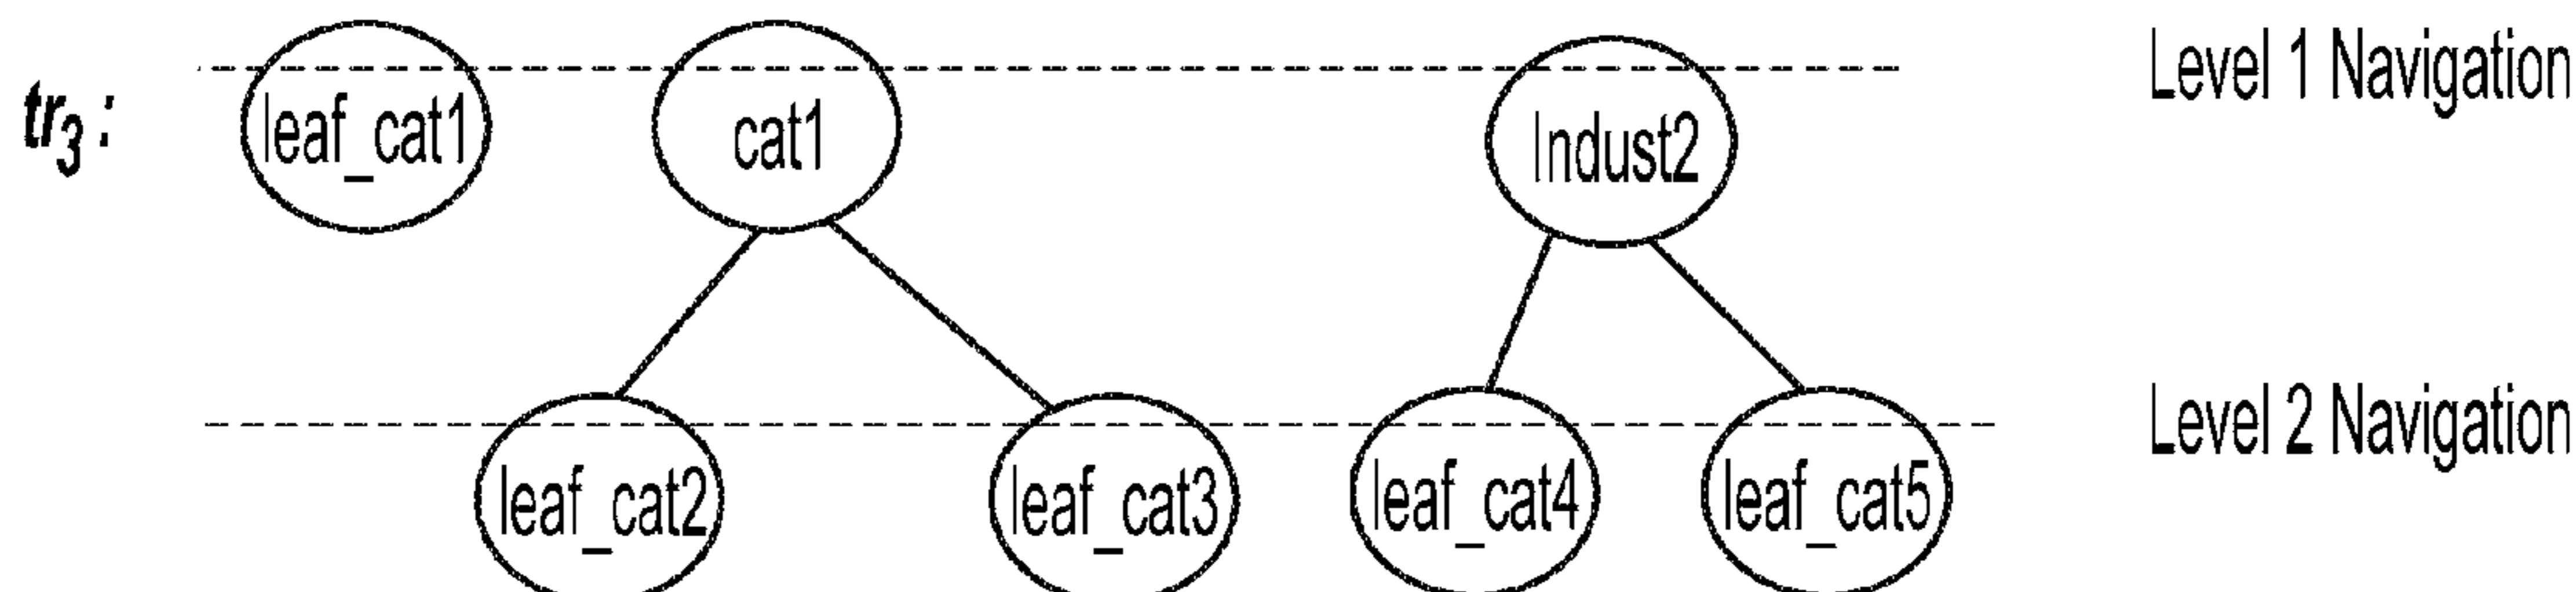 tr3 :
leaf_cat1
cat1
Indust2
Level 1 Navigation
leaf_cat2
leaf_cat3
leaf_cat4
leaf_cat5
Level 2 Navigation